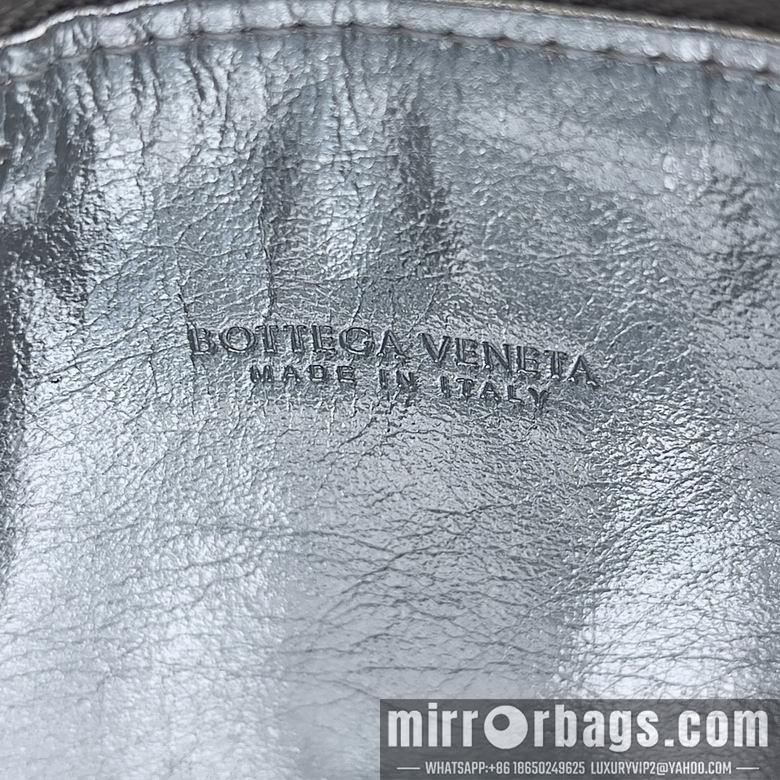 BOTTEGA VENETA
MADE IN ITALY
mirrorbags.com
WHATSAPP:+86 18650249625 LUXURYVIP2@YAHOO.COM